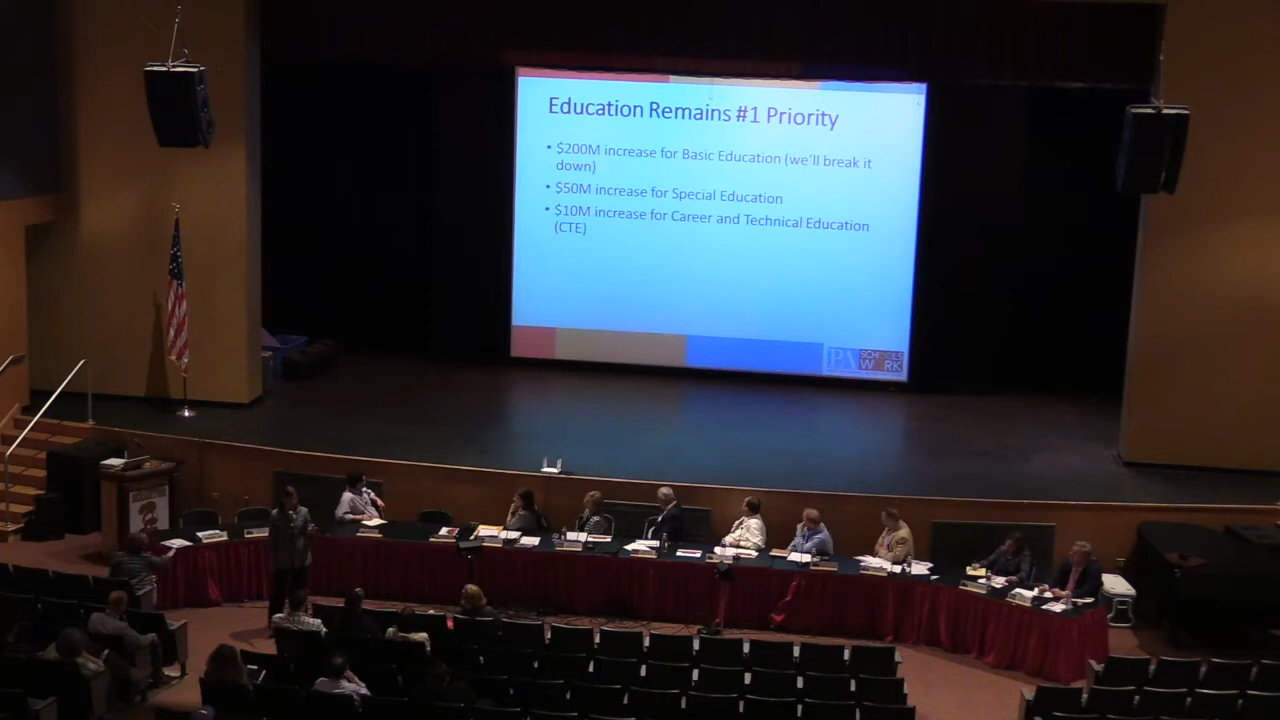 Education Remains #1 Priority
• $200M increase for Basic Education (we'll break it
down)
• $50M increase for Special Education
• $10M increase for Career and Technical Education
(CTE)
PA SCHOOLS
WORK